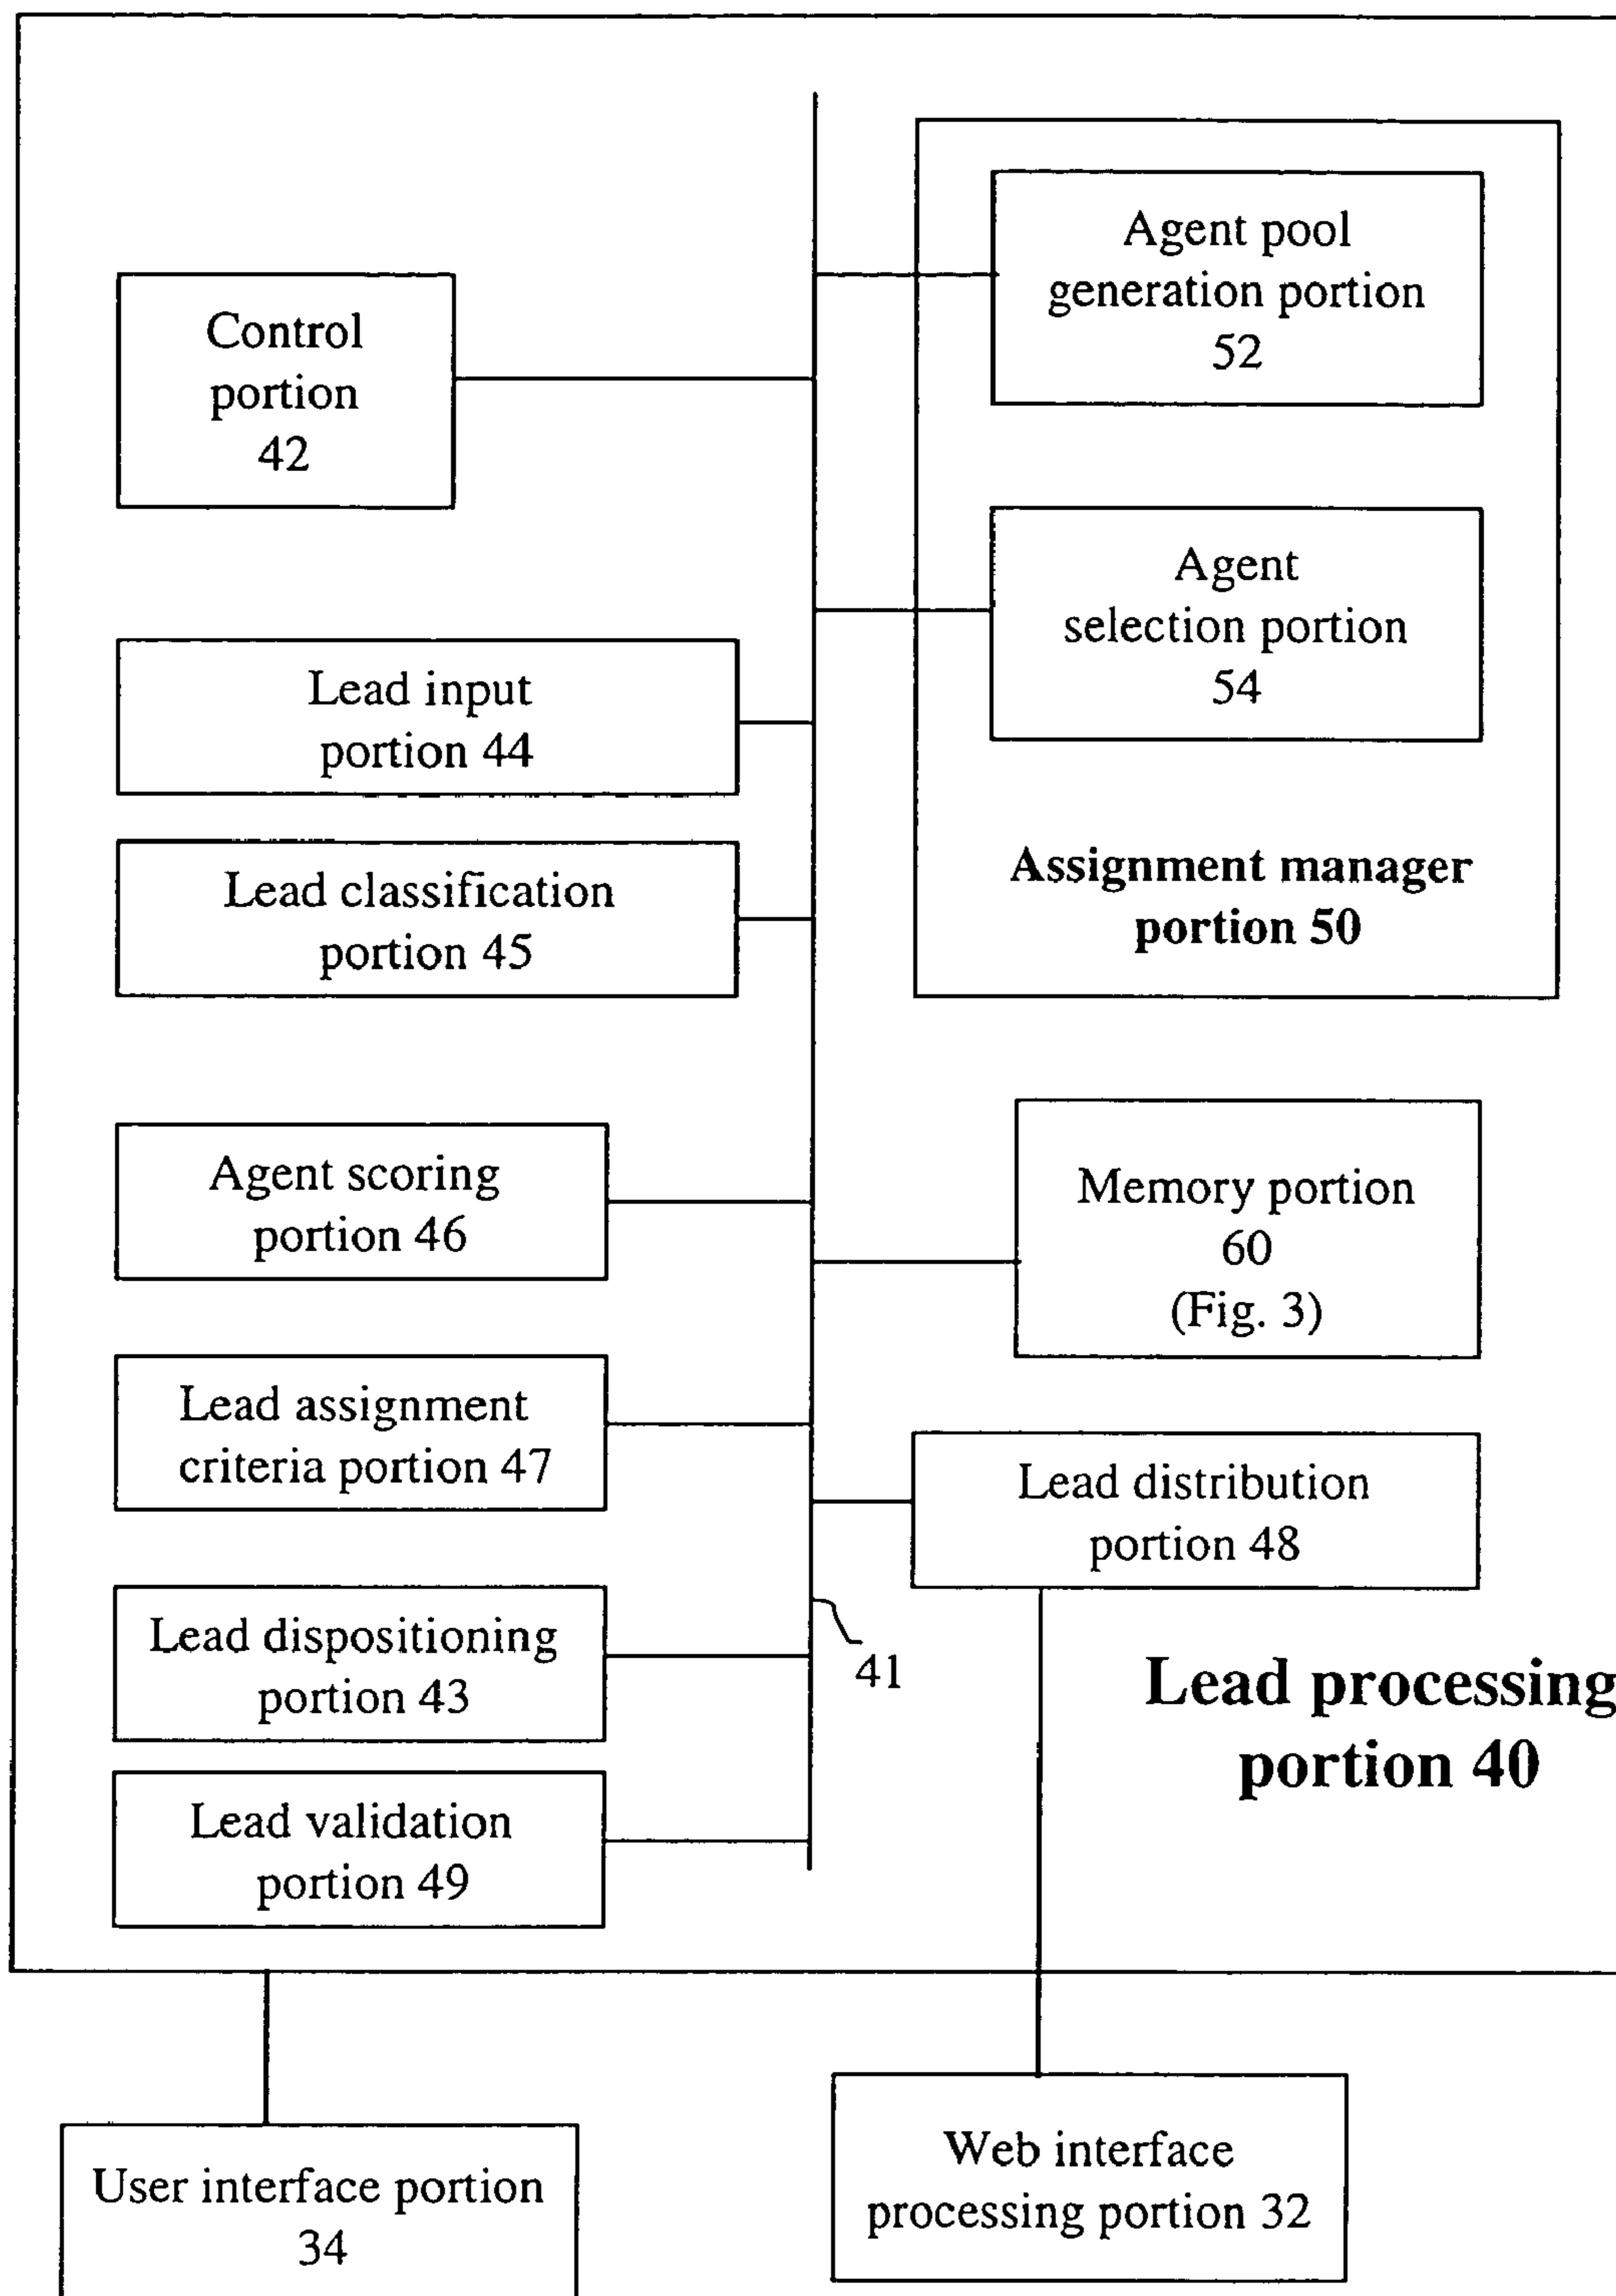 Agent pool
generation portion
52
Control
portion
42
Agent
selection portion
54
Lead input
portion 44
Assignment manager
portion 50
Lead classification
portion 45
Agent scoring
portion 46
Memory portion
60
(Fig. 3)
Lead assignment
criteria portion 47
Lead distribution
portion 48
Lead dispositioning
portion 43
41
Lead processing
portion 40
Lead validation
portion 49
Web interface
processing portion 32
User interface portion
34